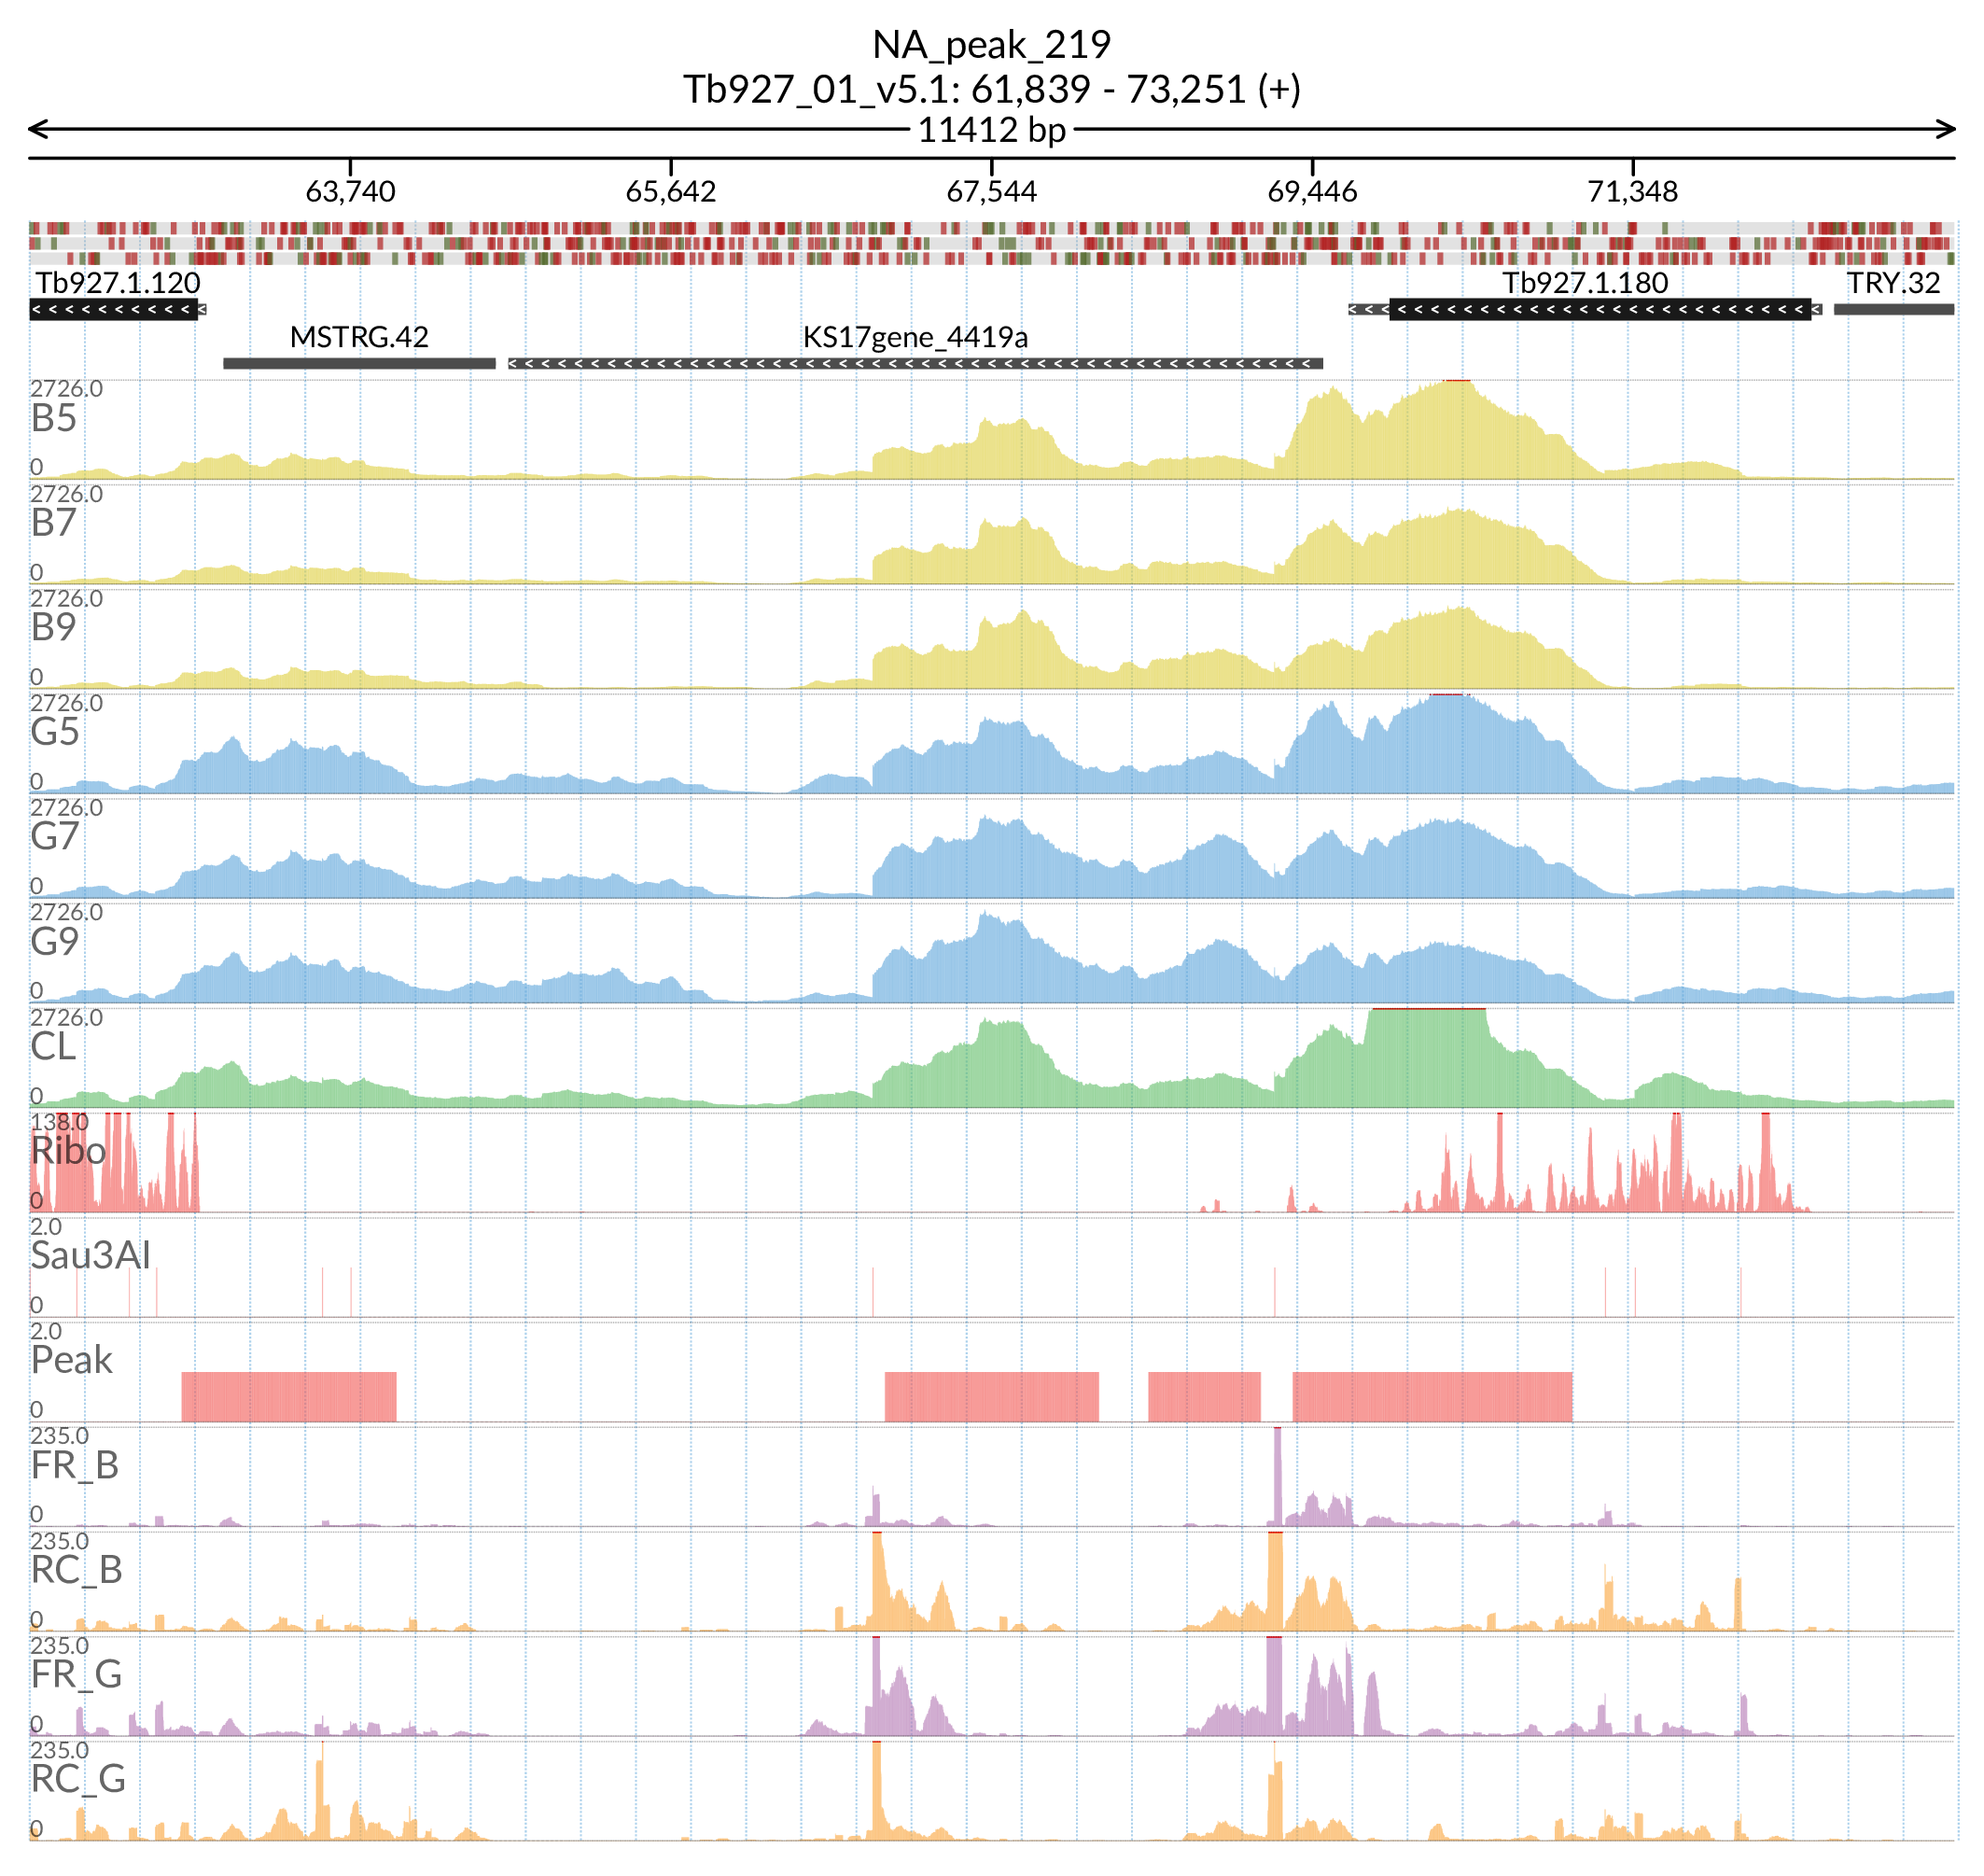 NA_peak_219
Tb927_01_v5.1: 61,839 - 73,251 (+)
11412 bp
63,740 65,642 67,544 69,446 71,348
Tb927.1.120 Tb927.1.180 TRY.32
MSTRG.42 KS17gene_4419a
2726.0
B5
0
2726.0
B7
0
2726.0
B9
0
2726.0
G5
0
2726.0
G7
0
2726.0
G9
0
2726.0
CL
0
138.0
Ribo
0
2.0
Sau3AI
0
2.0
Peak
0
235.0
FR_B
0
235.0
RC_B
0
235.0
FR_G
0
235.0
RC_G
0